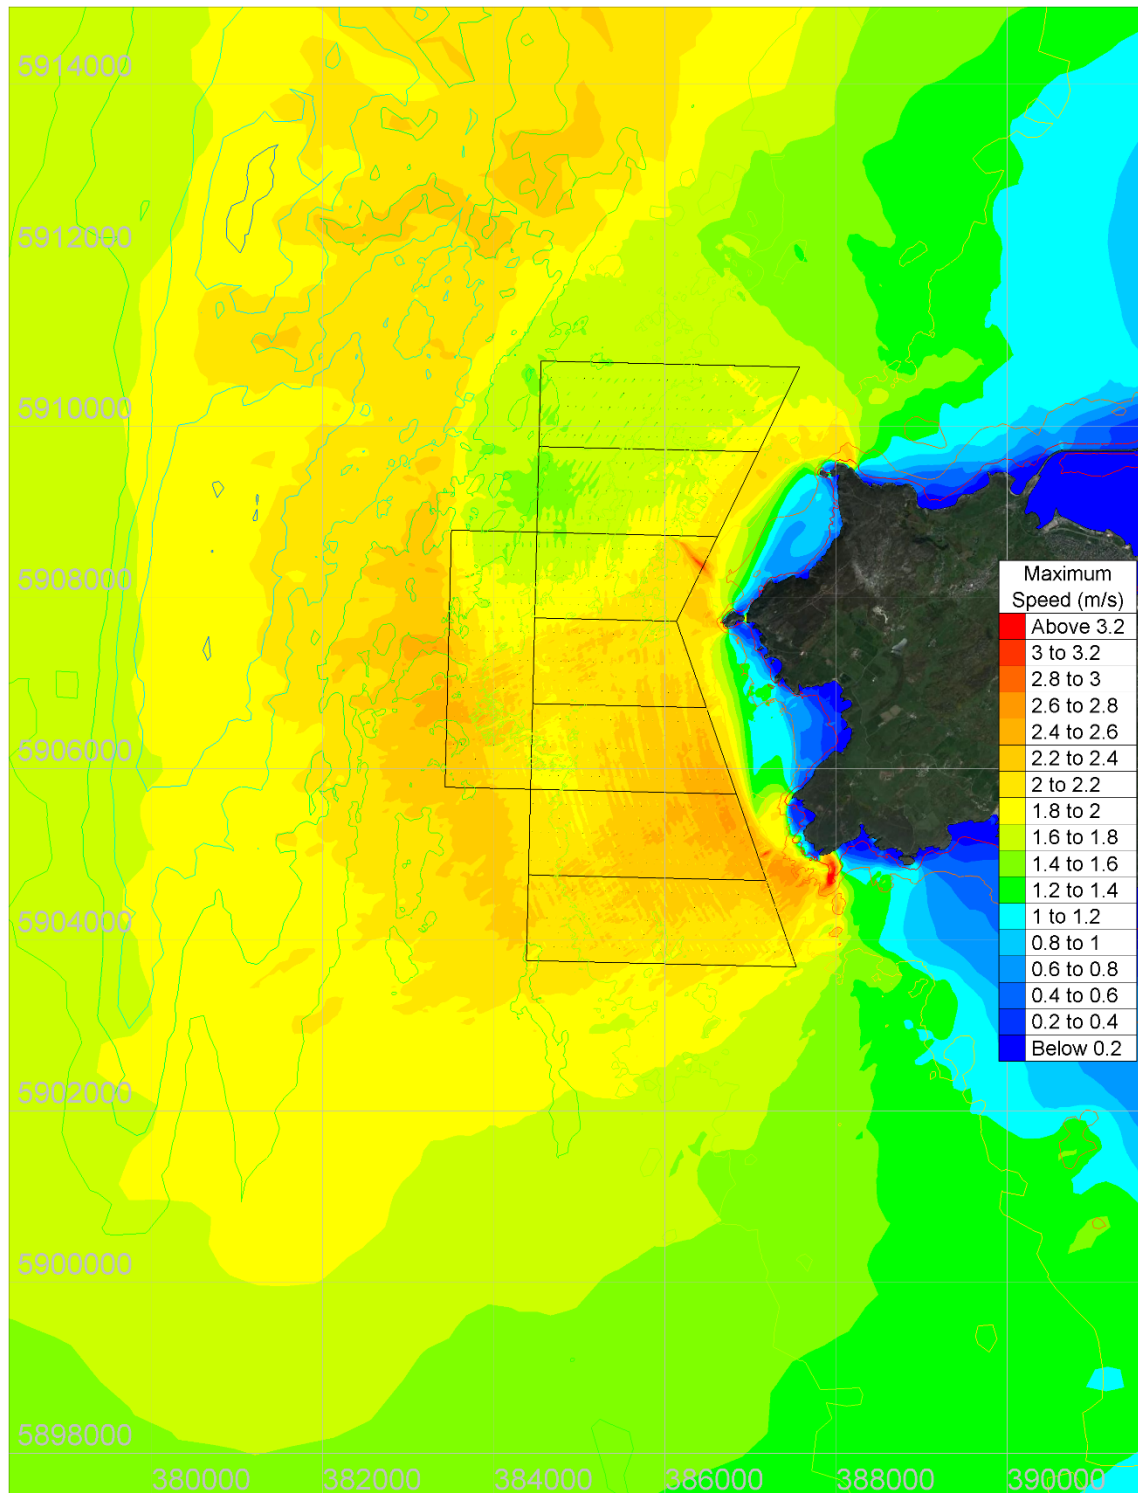 5914000
5912000
5910000
5908000
5906000
5904000
5902000
5900000
5898000
380000
382000
384000
386000
388000
390000
Maximum
Speed (m/s)
Above 3.2
3 to 3.2
2.8 to 3
2.6 to 2.8
2.4 to 2.6
2.2 to 2.4
2 to 2.2
1.8 to 2
1.6 to 1.8
1.4 to 1.6
1.2 to 1.4
1 to 1.2
0.8 to 1
0.6 to 0.8
0.4 to 0.6
0.2 to 0.4
Below 0.2